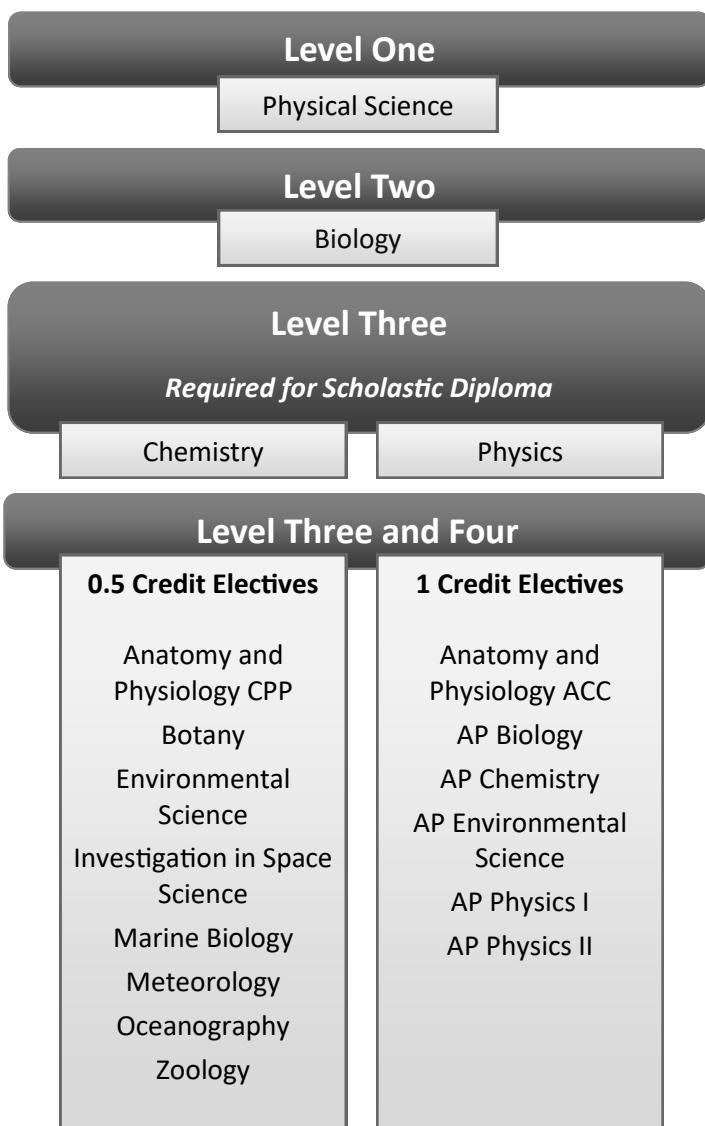 Level One
Physical Science
Level Two
Biology
Level Three
Required for Scholastic Diploma
Chemistry
Physics
Level Three and Four
0.5 Credit Electives
Anatomy and
Physiology CPP
Botany
Environmental
Science
Investigation in Space
Science
Marine Biology
Meteorology
Oceanography
Zoology
1 Credit Electives
Anatomy and
Physiology ACC
AP Biology
AP Chemistry
AP Environmental
Science
AP Physics I
AP Physics II